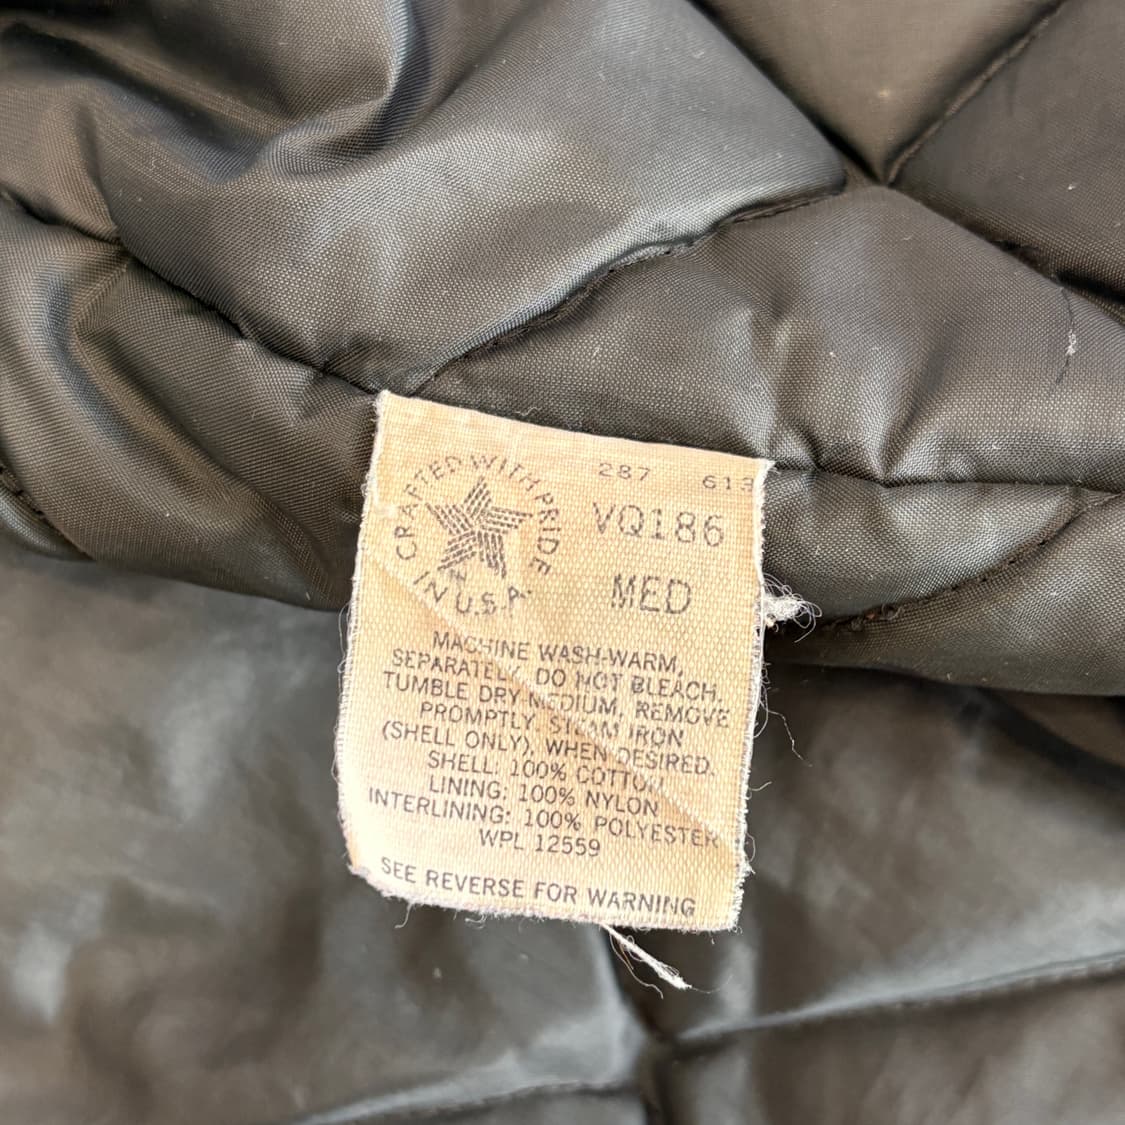 CRAFTED WITH PRIDE
IN U.S.A.
287 613
VQ186
MED
MACHINE WASH-WARM,
SEPARATELY, DO NOT BLEACH,
TUMBLE DRY MEDIUM, REMOVE
PROMPTLY, STEAM IRON
(SHELL ONLY), WHEN DESIRED.
SHELL: 100% COTTON
LINING: 100% NYLON
INTERLINING: 100% POLYESTER
WPL 12559
SEE REVERSE FOR WARNING